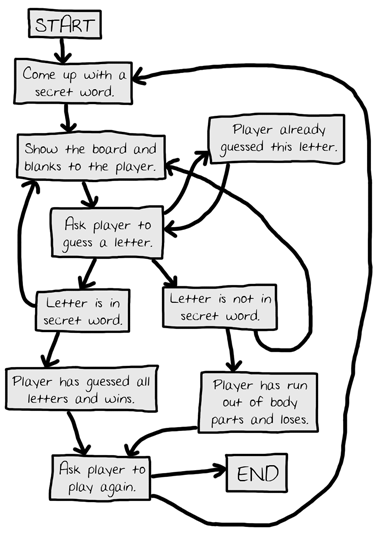 START
Come up with a
secret word.
Show the board and
blanks to the player.
Player already
guessed this letter.
Ask player to
guess a letter.
Letter is in
secret word.
Letter is not in
secret word.
Player has guessed all
letters and wins.
Player has run
out of body
parts and loses.
Ask player to
play again.
END